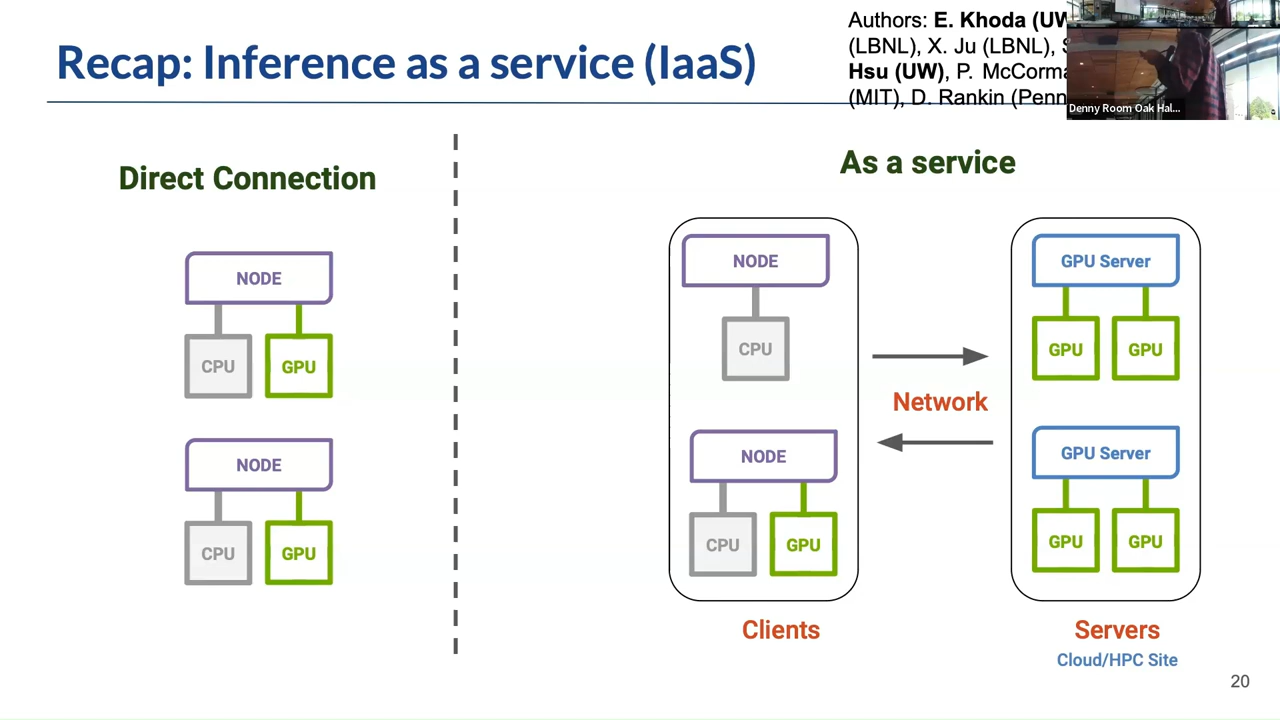 Recap: Inference as a service (IaaS)
Authors: E. Khoda (UW
(LBNL), X. Ju (LBNL),
Hsu (UW), P. McCorma
(MIT), D. Rankin (Penn
Denny Room Oak Hal...
Direct Connection
NODE
CPU GPU
NODE
CPU GPU
As a service
NODE
CPU
NODE
CPU GPU
Clients
Network
GPU Server
GPU GPU
GPU Server
GPU GPU
Servers
Cloud/HPC Site
20